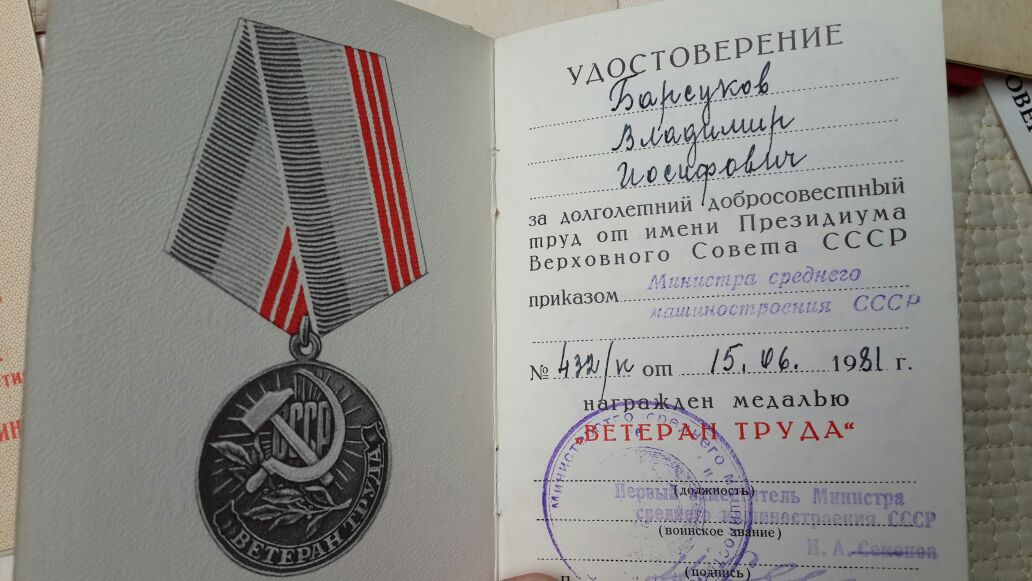 СССР
ВЕТЕРАН ТРУДА
УДОСТОВЕРЕНИЕ
Барсуков
Владимир
Иосифович
за долголетний добросовестный
труд от имени Президиума
Верховного Совета СССР
приказом Министра среднего
машиностроения СССР
№ 432/к от 15.06. 1981 г.
награжден медалью
„ВЕТЕРАН ТРУДА“
(должность)
Первый заместитель Министра
среднего машиностроения СССР
(воинское звание)
Н. А. Семенов
(подпись)